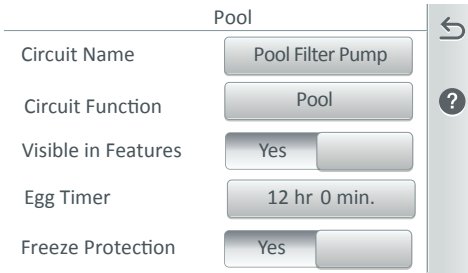 Pool
Circuit Name Pool Filter Pump
Circuit Function Pool
Visible in Features Yes
Egg Timer 12 hr 0 min.
Freeze Protection Yes
?